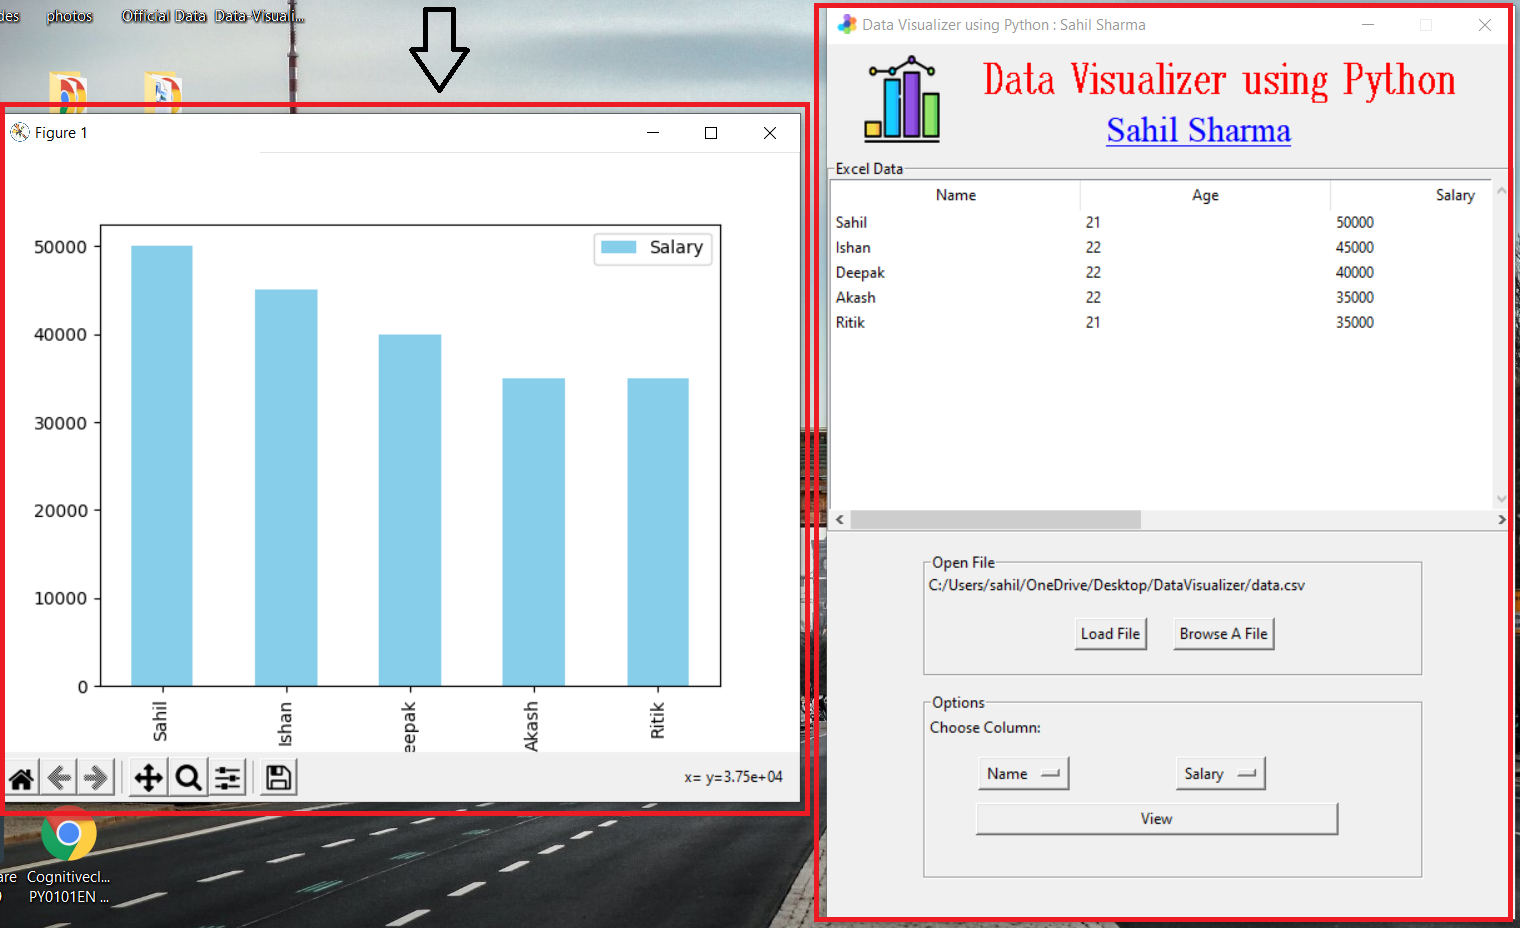 des photos Official Data Data-Visuali...
Figure 1
50000
40000
30000
20000
10000
0
Salary
Sahil
Ishan
eepak
Akash
Ritik
x= y=3.75e+04
Cognitivecl...
PY0101EN ...
are
Data Visualizer using Python : Sahil Sharma
Data Visualizer using Python
Sahil Sharma
Excel Data
Name Age Salary
Sahil 21 50000
Ishan 22 45000
Deepak 22 40000
Akash 22 35000
Ritik 21 35000
Open File
C:/Users/sahil/OneDrive/Desktop/DataVisualizer/data.csv
Load File Browse A File
Options
Choose Column:
Name Salary
View